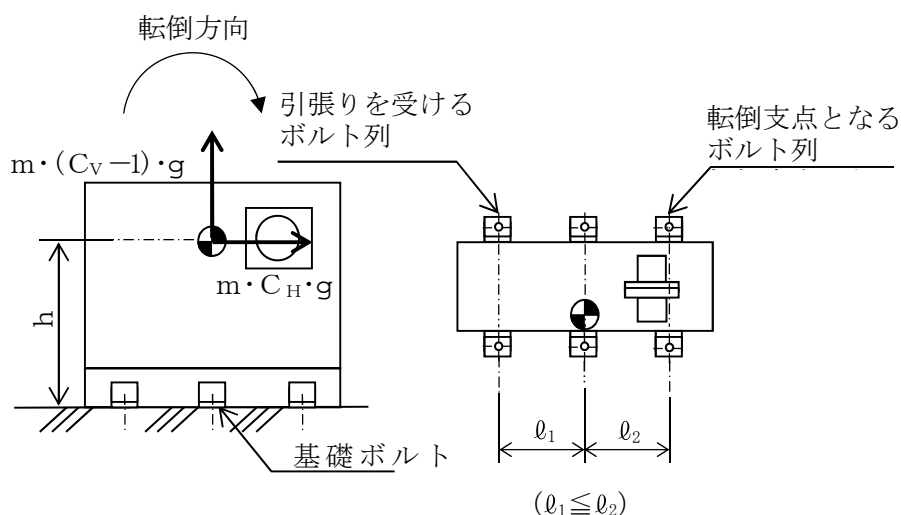 転倒方向
引張りを受ける
ボルト列
転倒支点となる
ボルト列
m・(CV－1)・g
m・CH・g
h
基礎ボルト
ℓ1
ℓ2
(ℓ1≦ℓ2)